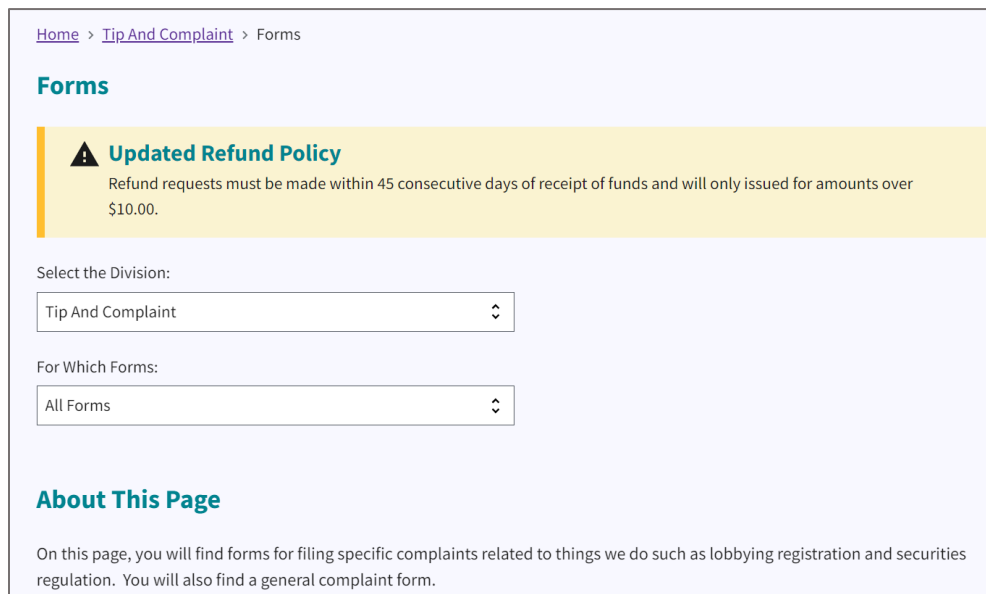 Home > Tip And Complaint > Forms
Forms
Updated Refund Policy
Refund requests must be made within 45 consecutive days of receipt of funds and will only issued for amounts over
$10.00.
Select the Division:
Tip And Complaint
For Which Forms:
All Forms
About This Page
On this page, you will find forms for filing specific complaints related to things we do such as lobbying registration and securities
regulation.  You will also find a general complaint form.